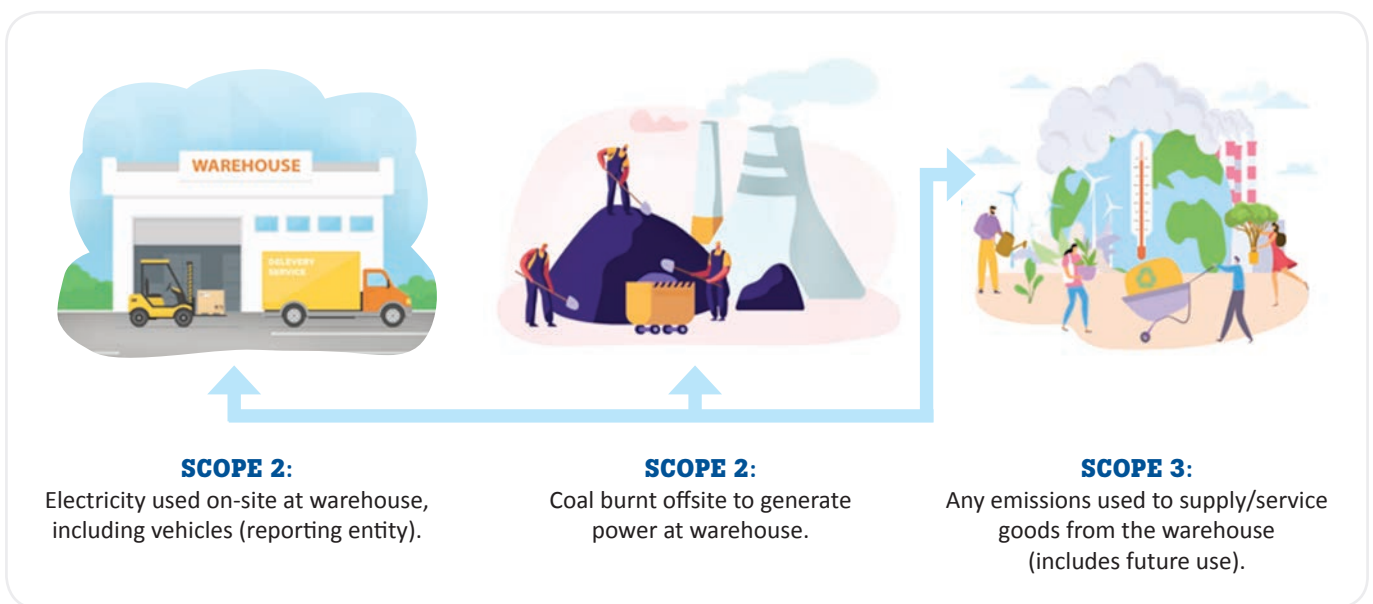 WAREHOUSE
DELEVERY
SERVICE
SCOPE 2:
Electricity used on-site at warehouse,
including vehicles (reporting entity).
SCOPE 2:
Coal burnt offsite to generate
power at warehouse.
SCOPE 3:
Any emissions used to supply/service
goods from the warehouse
(includes future use).